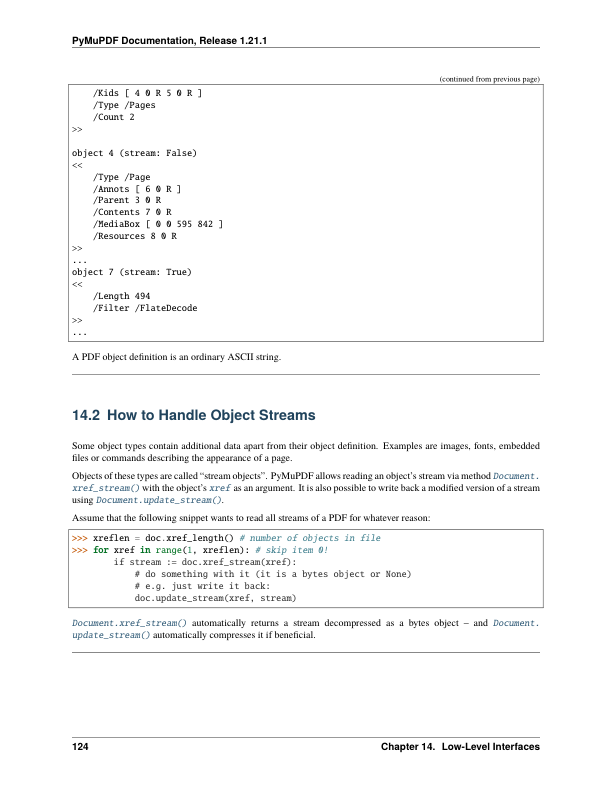 PyMuPDF Documentation, Release 1.21.1
(continued from previous page)
/Kids [ 4 0 R 5 0 R ]
/Type /Pages
/Count 2
>>
object 4 (stream: False)
<<
/Type /Page
/Annots [ 6 0 R ]
/Parent 3 0 R
/Contents 7 0 R
/MediaBox [ 0 0 595 842 ]
/Resources 8 0 R
>>
...
object 7 (stream: True)
<<
/Length 494
/Filter /FlateDecode
>>
...
A PDF object definition is an ordinary ASCII string.
14.2 How to Handle Object Streams
Some object types contain additional data apart from their object definition. Examples are images, fonts, embedded
files or commands describing the appearance of a page.
Objects of these types are called “stream objects”. PyMuPDF allows reading an object’s stream via method Document.
xref_stream() with the object’s xref as an argument. It is also possible to write back a modified version of a stream
using Document.update_stream().
Assume that the following snippet wants to read all streams of a PDF for whatever reason:
>>> xreflen = doc.xref_length() # number of objects in file
>>> for xref in range(1, xreflen): # skip item 0!
if stream := doc.xref_stream(xref):
# do something with it (it is a bytes object or None)
# e.g. just write it back:
doc.update_stream(xref, stream)
Document.xref_stream() automatically returns a stream decompressed as a bytes object – and Document.
update_stream() automatically compresses it if beneficial.
124
Chapter 14. Low-Level Interfaces